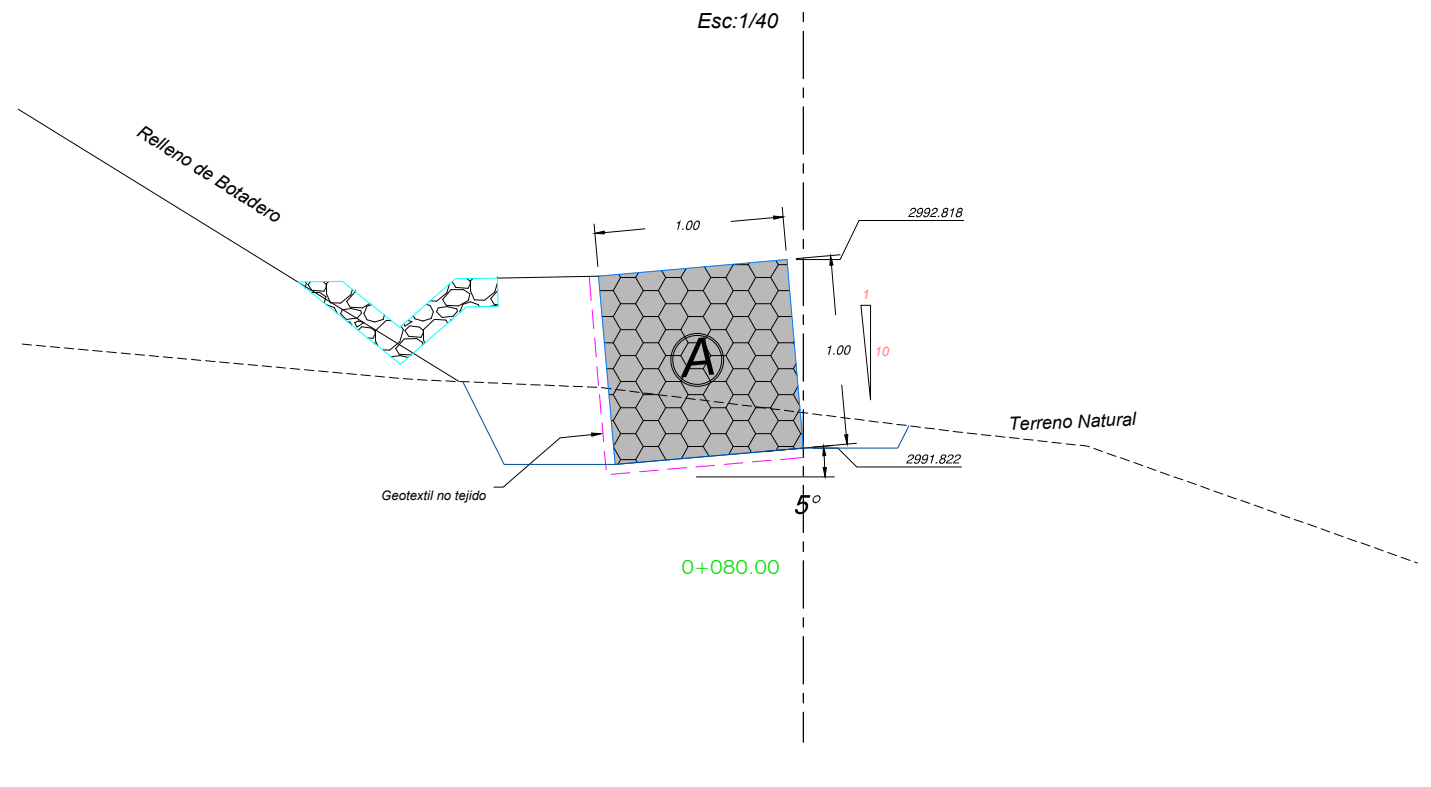 Esc:1/40
Relleno de Botadero
2992.818
1.00
1
1.00
10
A
Terreno Natural
2991.822
Geotextil no tejido
5°
0+080.00